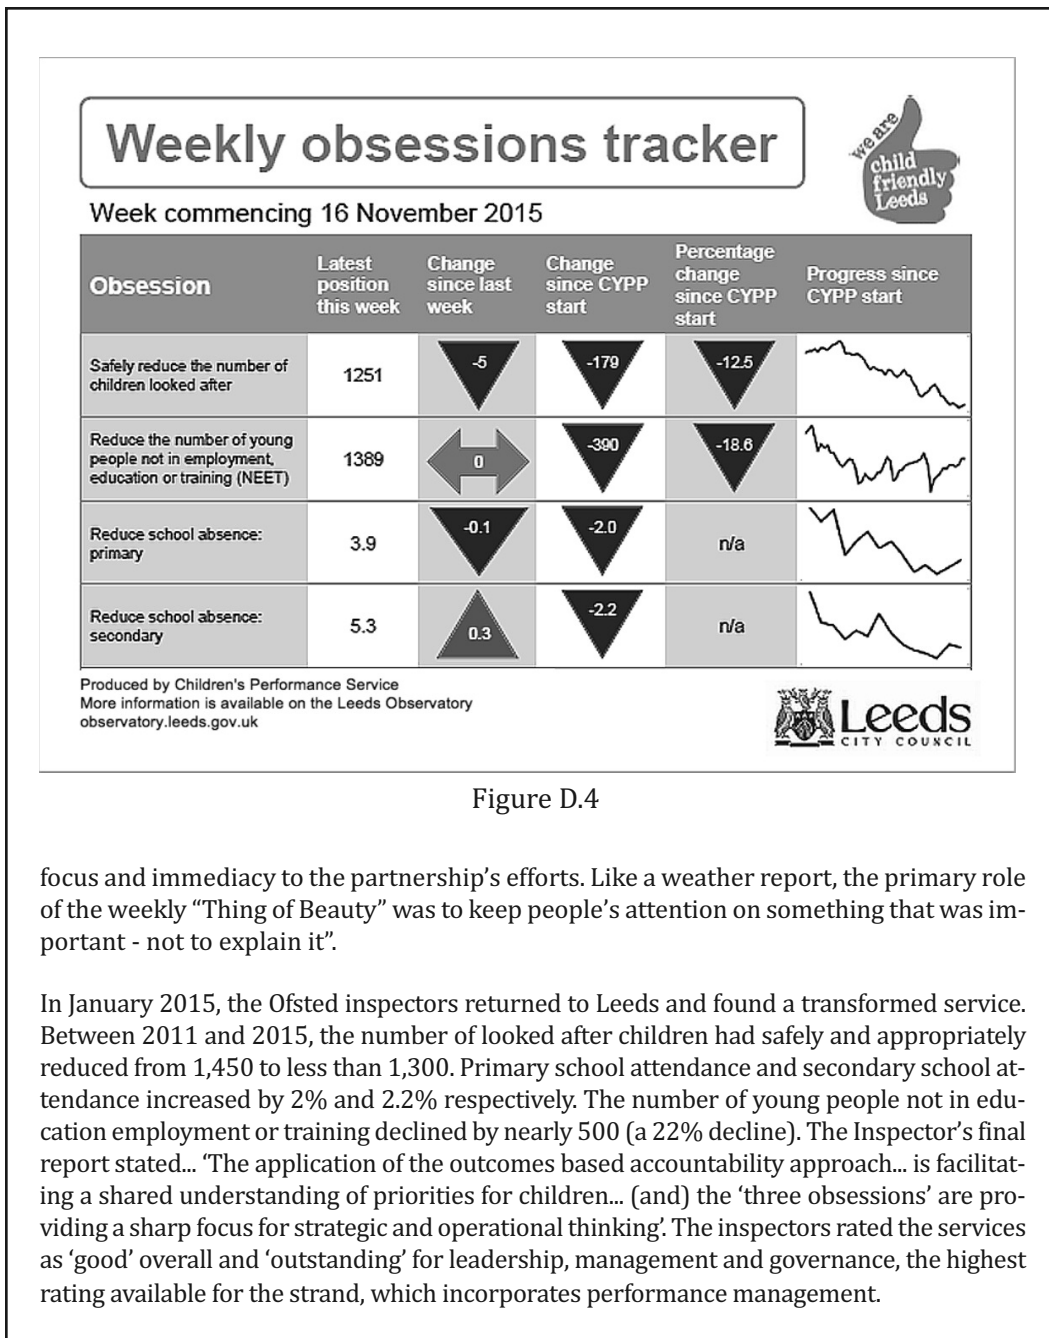 Weekly obsessions tracker
we are
child
friendly
Leeds
Week commencing 16 November 2015
Obsession
Latest
position
this week
Change
since last
week
Change
since CYPP
start
Percentage
change
since CYPP
start
Progress since
CYPP start
Safely reduce the number of
children looked after
1251
-5
-179
-12.5
Reduce the number of young
people not in employment,
education or training (NEET)
1389
0
-390
-18.6
Reduce school absence:
primary
3.9
-0.1
-2.0
n/a
Reduce school absence:
secondary
5.3
0.3
-2.2
n/a
Produced by Children's Performance Service
More information is available on the Leeds Observatory
observatory.leeds.gov.uk
Leeds
CITY COUNCIL
Figure D.4
focus and immediacy to the partnership’s efforts. Like a weather report, the primary role
of the weekly “Thing of Beauty” was to keep people’s attention on something that was im-
portant - not to explain it”.
In January 2015, the Ofsted inspectors returned to Leeds and found a transformed service.
Between 2011 and 2015, the number of looked after children had safely and appropriately
reduced from 1,450 to less than 1,300. Primary school attendance and secondary school at-
tendance increased by 2% and 2.2% respectively. The number of young people not in edu-
cation employment or training declined by nearly 500 (a 22% decline). The Inspector’s final
report stated... ‘The application of the outcomes based accountability approach... is facilitat-
ing a shared understanding of priorities for children... (and) the ‘three obsessions’ are pro-
viding a sharp focus for strategic and operational thinking’. The inspectors rated the services
as ‘good’ overall and ‘outstanding’ for leadership, management and governance, the highest
rating available for the strand, which incorporates performance management.